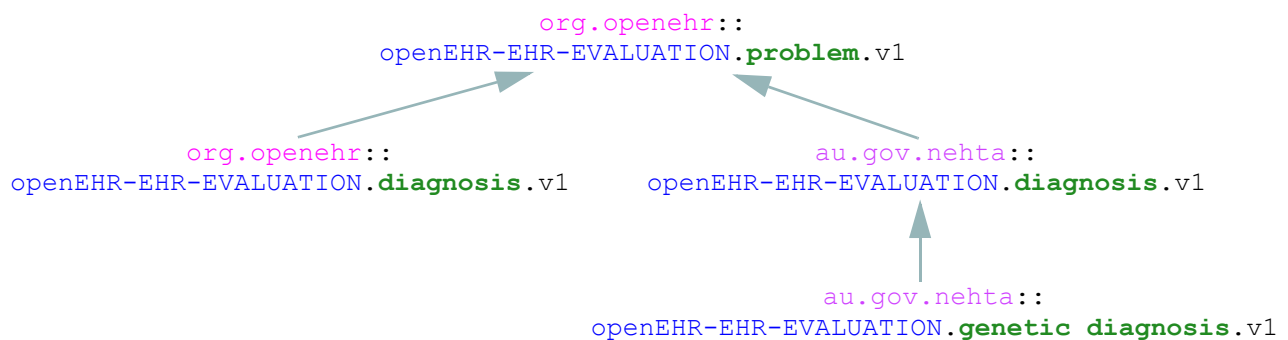 org.openehr::
openEHR-EHR-EVALUATION.problem.v1
org.openehr::
openEHR-EHR-EVALUATION.diagnosis.v1
au.gov.nehta::
openEHR-EHR-EVALUATION.diagnosis.v1
au.gov.nehta::
openEHR-EHR-EVALUATION.genetic diagnosis.v1